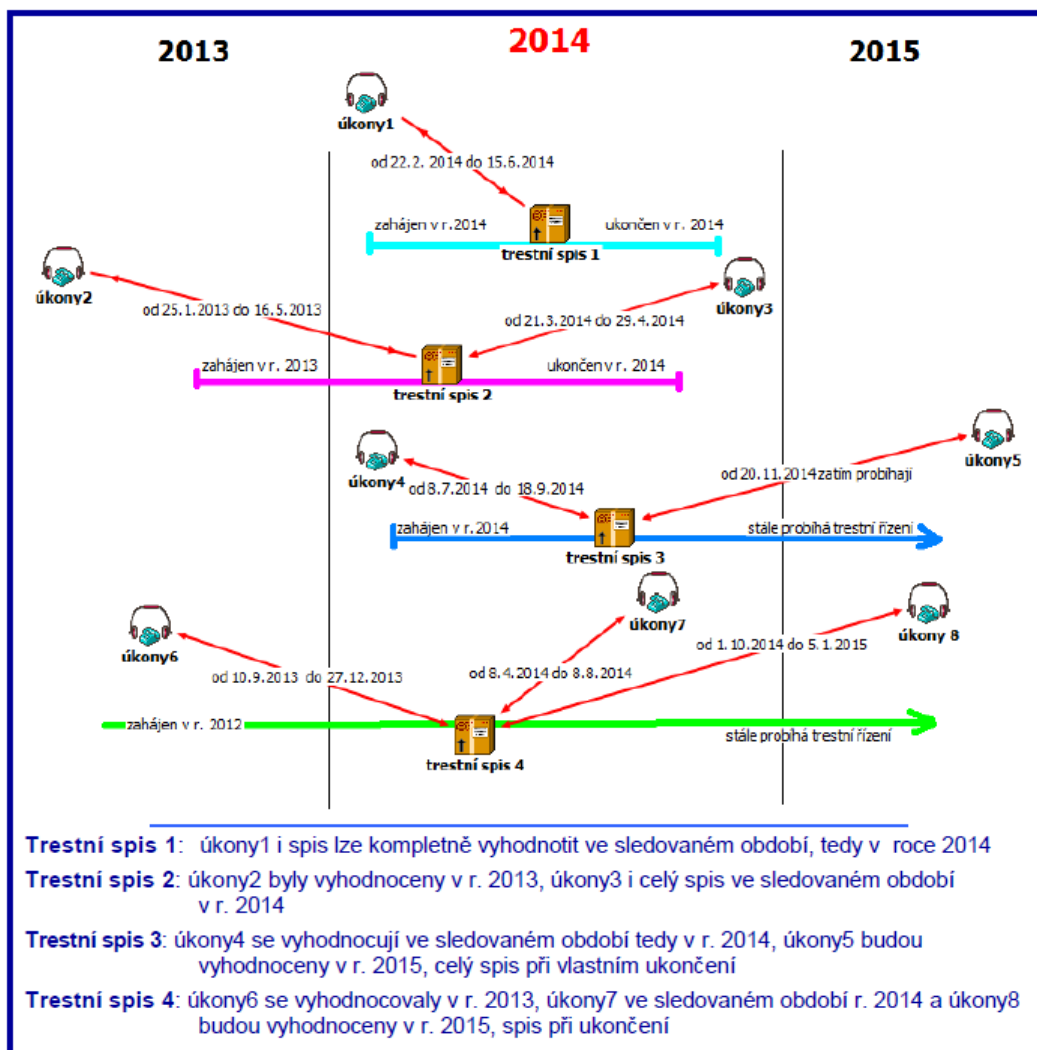 2013
2014
2015
úkony1
od 22.2. 2014 do 15.6.2014
zahájen v r. 2014
ukončen v r. 2014
trestní spis 1
úkony2
úkony3
od 25.1.2013 do 16.5.2013
od 21.3.2014 do 29.4.2014
zahájen v r. 2013
ukončen v r. 2014
trestní spis 2
úkony4
úkony5
od 8.7.2014 do 18.9.2014
od 20.11.2014 zatím probíhají
zahájen v r. 2014
stále probíhá trestní řízení
trestní spis 3
úkony6
úkony7
úkony 8
od 10.9.2013 do 27.12.2013
od 8.4.2014 do 8.8.2014
od 1.10.2014 do 5.1.2015
zahájen v r. 2012
stále probíhá trestní řízení
trestní spis 4
Trestní spis 1: úkony1 i spis lze kompletně vyhodnotit ve sledovaném období, tedy v roce 2014
Trestní spis 2: úkony2 byly vyhodnoceny v r. 2013, úkony3 i celý spis ve sledovaném období
v r. 2014
Trestní spis 3: úkony4 se vyhodnocují ve sledovaném období tedy v r. 2014, úkony5 budou
vyhodnoceny v r. 2015, celý spis při vlastním ukončení
Trestní spis 4: úkony6 se vyhodnocovaly v r. 2013, úkony7 ve sledovaném období r. 2014 a úkony8
budou vyhodnoceny v r. 2015, spis při ukončení